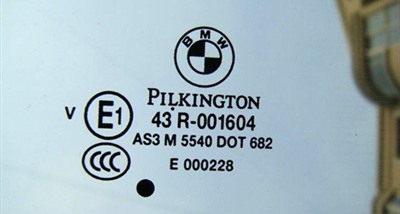 BMW
PILKINGTON
V E1 43 R-001604
CCC AS3 M 5540 DOT 682
E 000228